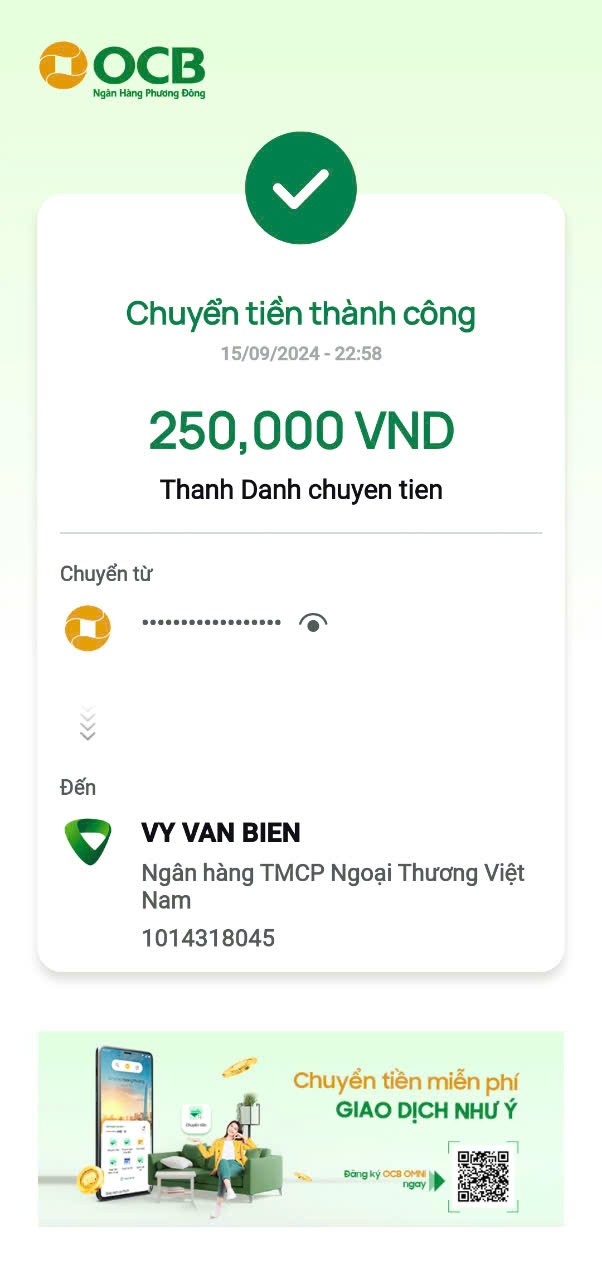 OCB
Ngân Hàng Phương Đông
Chuyển tiền thành công
15/09/2024 - 22:58
250,000 VND
Thanh Danh chuyen tien
Chuyển từ
••••••••••••••••••
Đến
VY VAN BIEN
Ngân hàng TMCP Ngoại Thương Việt
Nam
1014318045
Chuyển tiền miễn phí
GIAO DỊCH NHƯ Ý
Đăng ký OCB OMNI
ngay